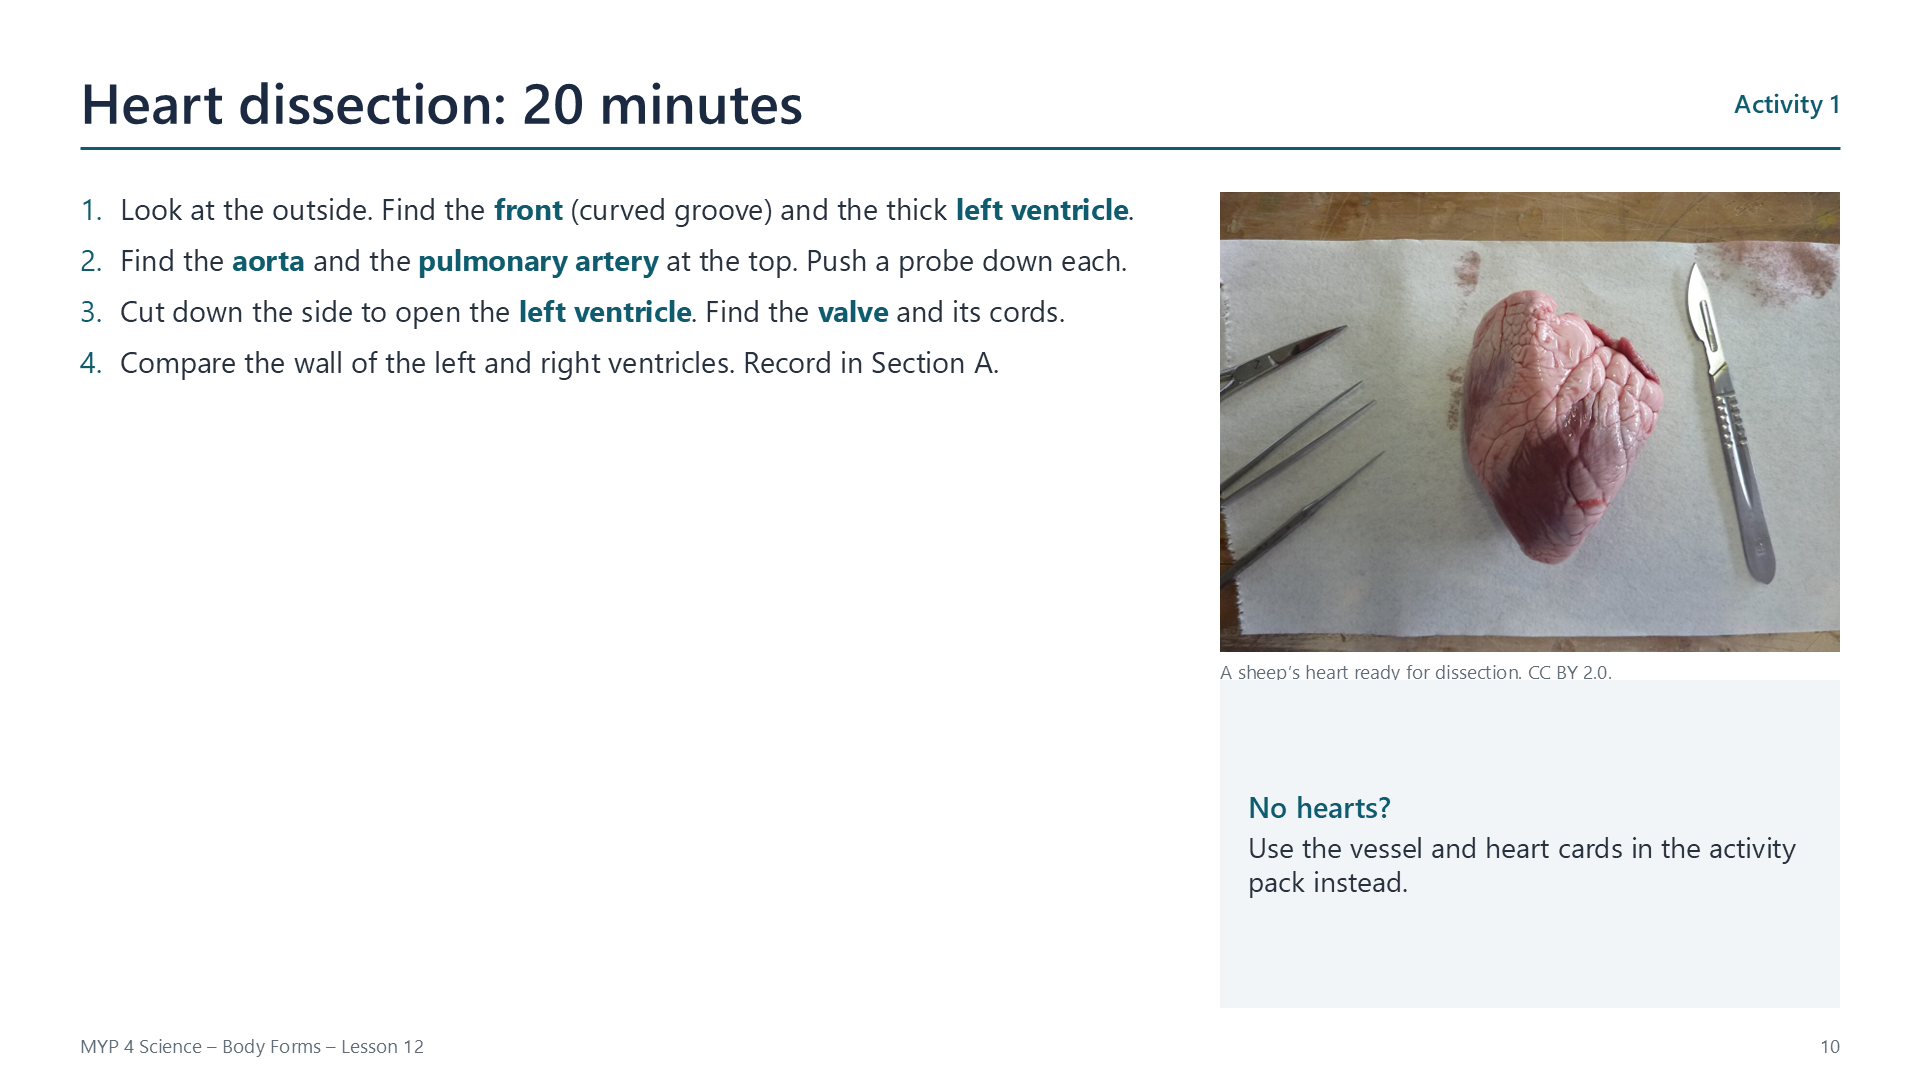 Heart dissection: 20 minutes
Activity 1
1. Look at the outside. Find the front (curved groove) and the thick left ventricle.
2. Find the aorta and the pulmonary artery at the top. Push a probe down each.
3. Cut down the side to open the left ventricle. Find the valve and its cords.
4. Compare the wall of the left and right ventricles. Record in Section A.
A sheep’s heart ready for dissection. CC BY 2.0.
No hearts?
Use the vessel and heart cards in the activity
pack instead.
MYP 4 Science – Body Forms – Lesson 12
10